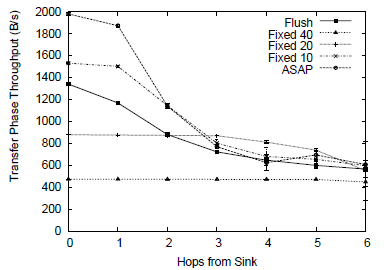 Transfer Phase Throughput (B/s)
2000
1800
1600
1400
1200
1000
800
600
400
200
0
Flush
Fixed 40
Fixed 20
Fixed 10
ASAP
0 1 2 3 4 5 6
Hops from Sink